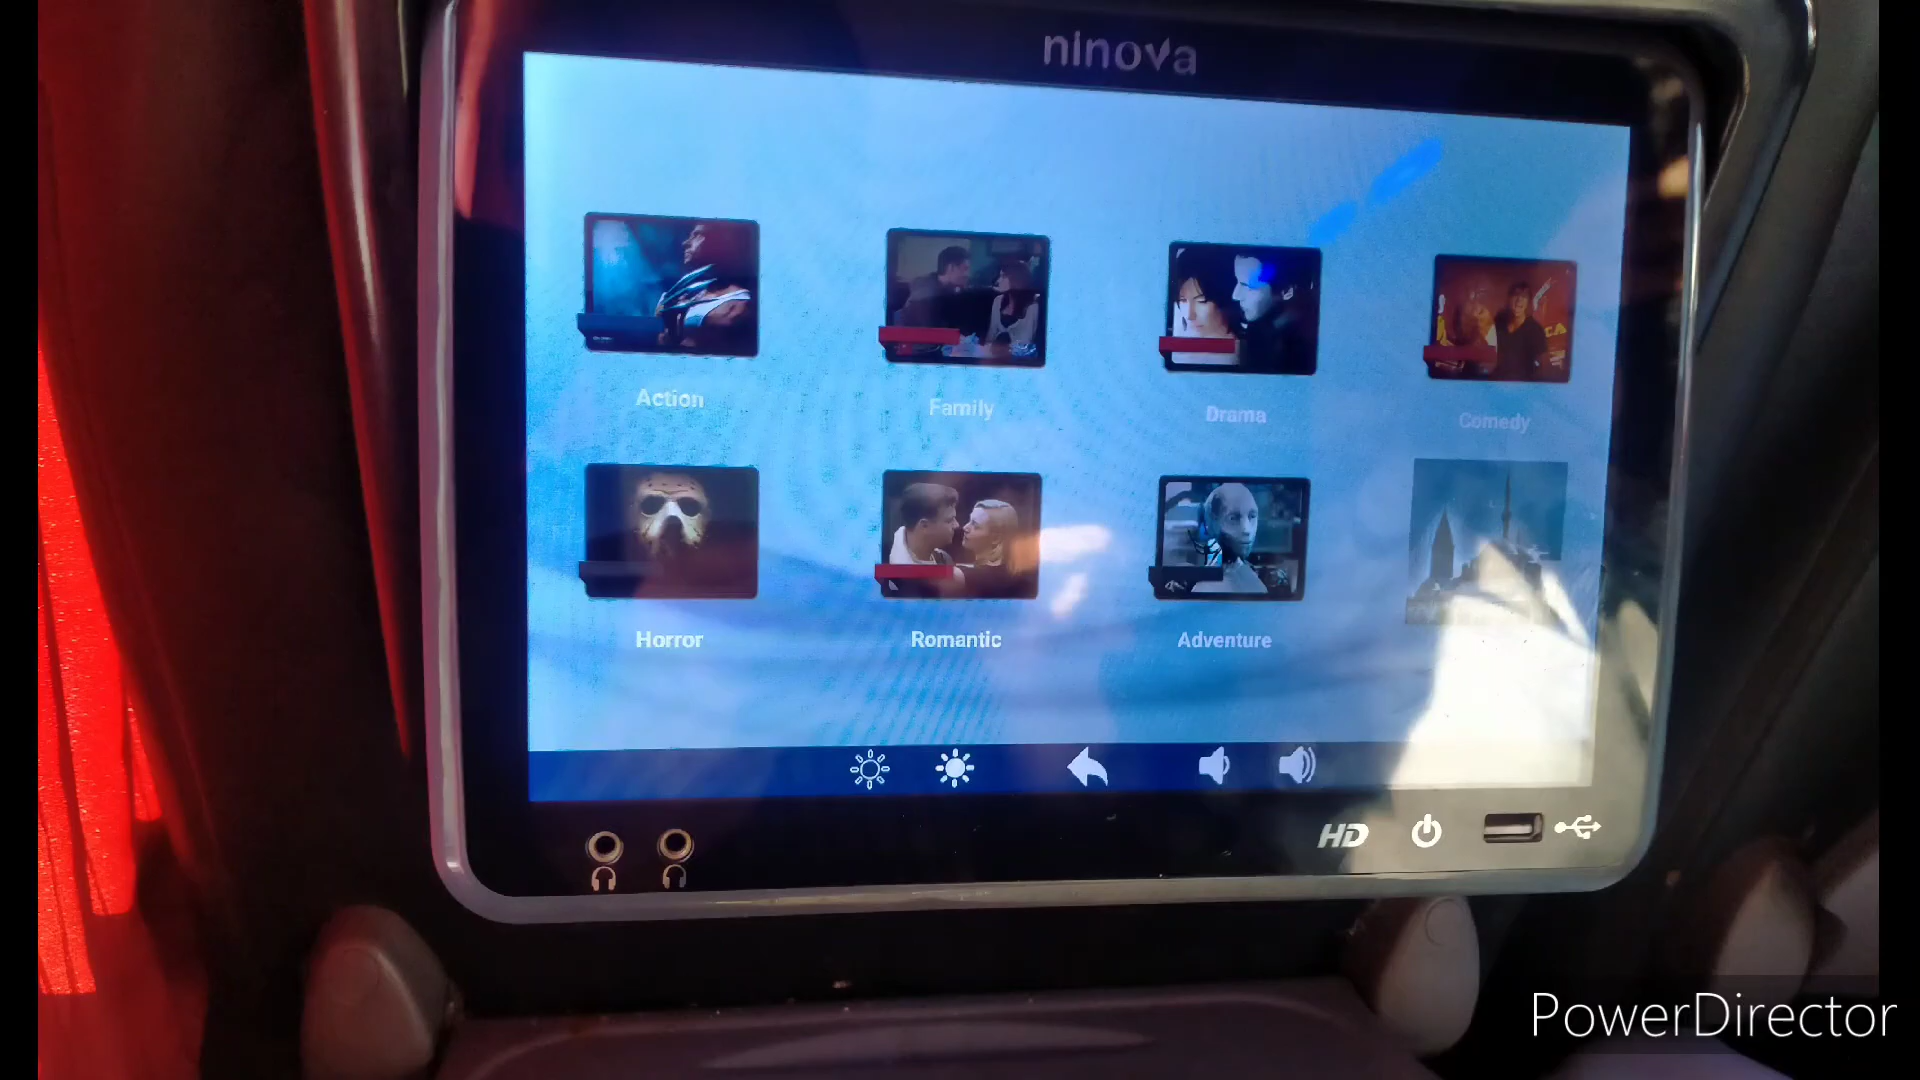 ninova
Action
Family
Drama
Comedy
Horror
Romantic
Adventure
HD
PowerDirector